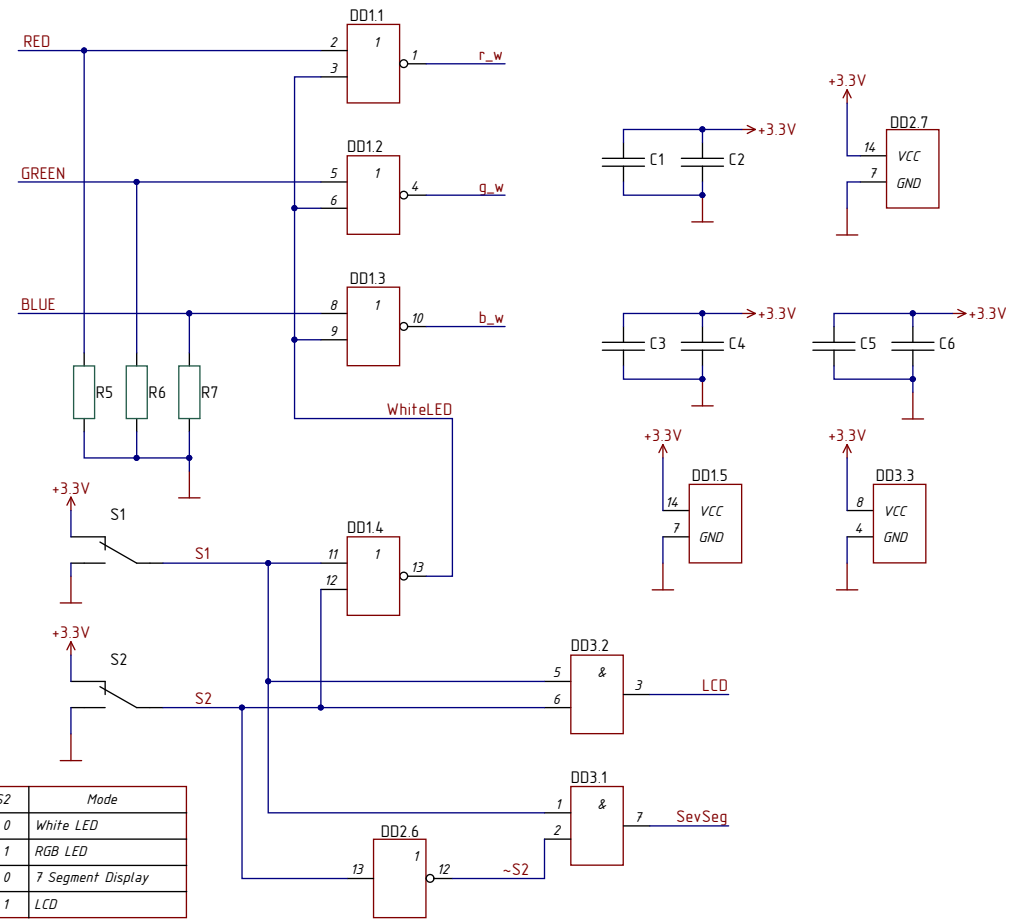 DD1.1
RED
2
1
1
r_w
3
+3.3V
+3.3V
C1
C2
DD2.7
14
VCC
7
GND
DD1.2
GREEN
5
1
4
g_w
6
DD1.3
BLUE
8
1
10
b_w
9
+3.3V
C3
C4
+3.3V
C5
C6
R5
R6
R7
WhiteLED
+3.3V
DD1.5
14
VCC
7
GND
+3.3V
DD3.3
8
VCC
4
GND
+3.3V
S1
S1
DD1.4
11
1
13
12
+3.3V
S2
S2
DD3.2
5
&
3
LCD
6
DD3.1
1
&
7
SevSeg
2
DD2.6
13
1
12
~S2
S2 Mode
0 White LED
1 RGB LED
0 7 Segment Display
1 LCD